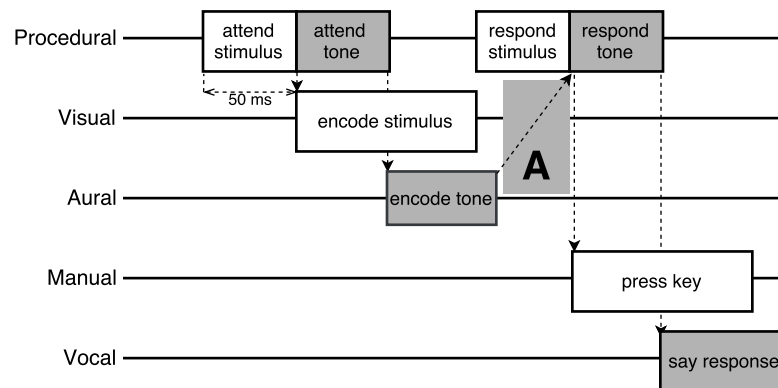 Procedural
attend
stimulus
attend
tone
respond
stimulus
respond
tone
50 ms
Visual
encode stimulus
A
Aural
encode tone
Manual
press key
Vocal
say response